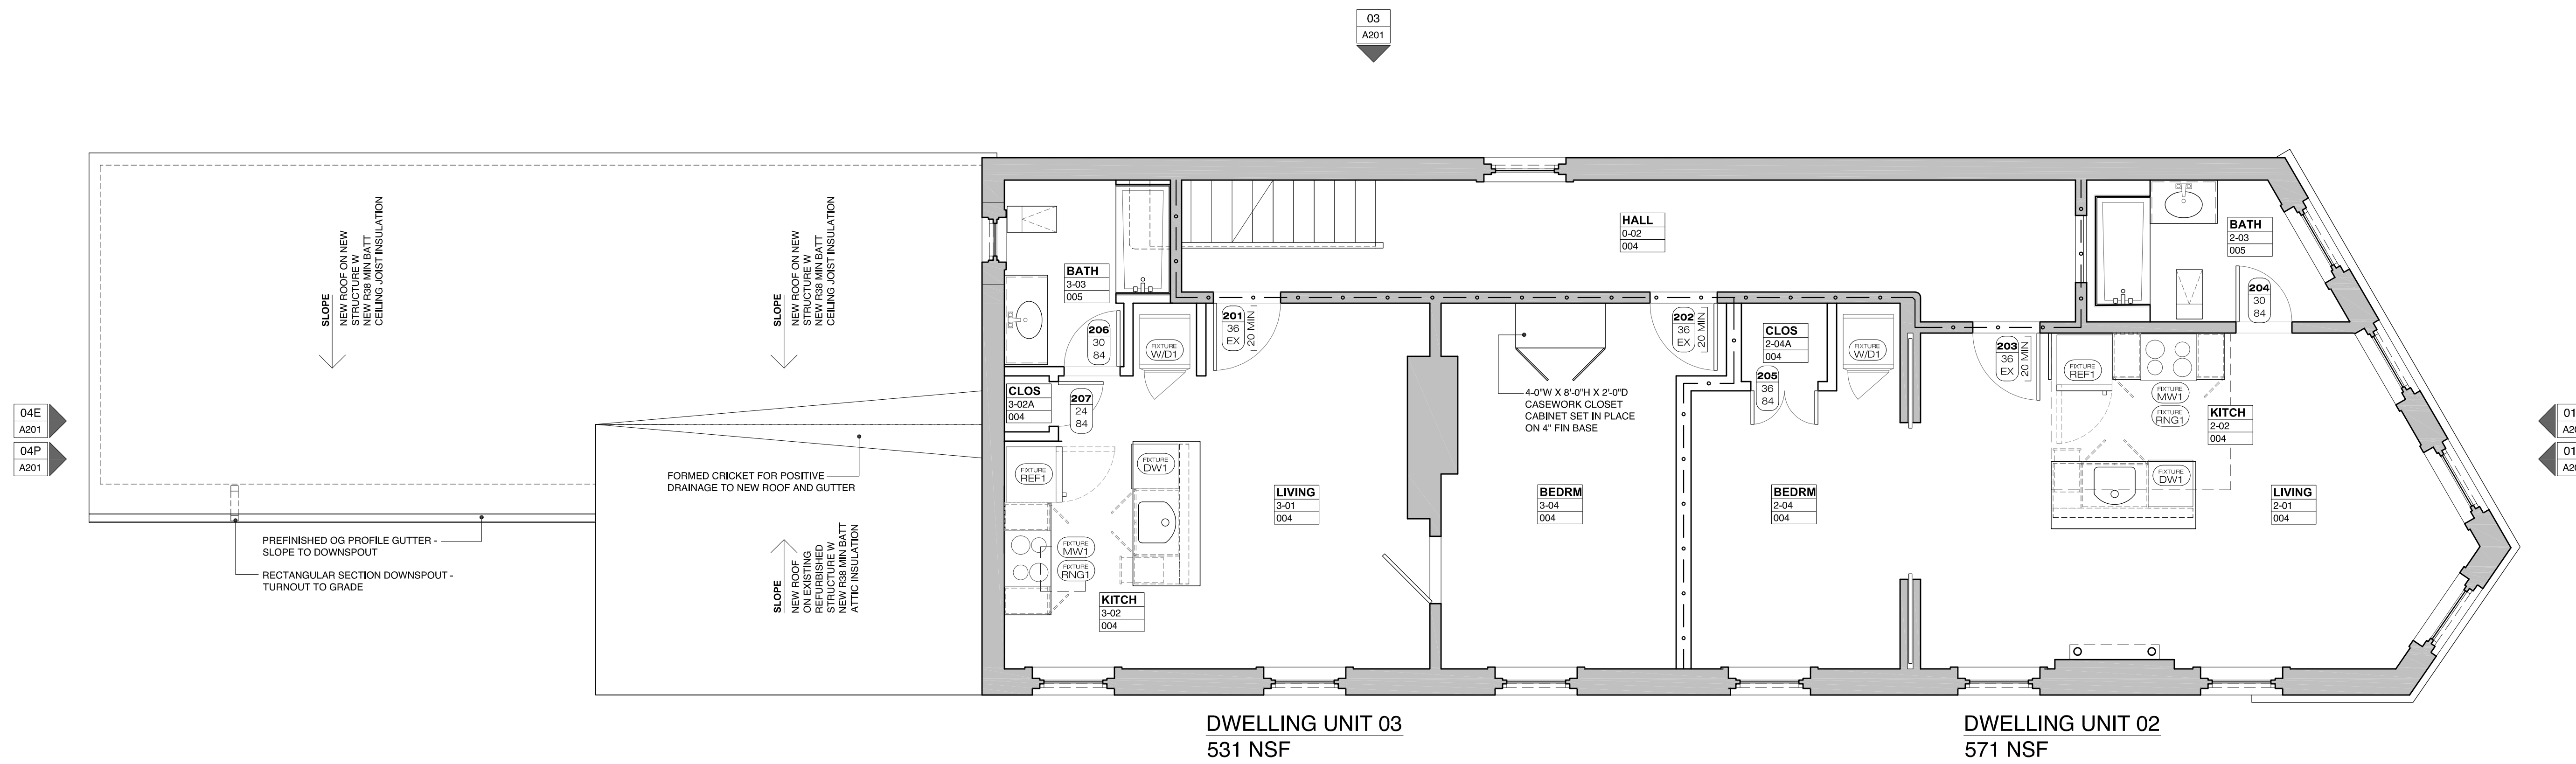 03
A201
SLOPE
NEW ROOF ON NEW
STRUCTURE W
NEW R38 MIN BATT
CEILING JOIST INSULATION
SLOPE
NEW ROOF ON NEW
STRUCTURE W
NEW R38 MIN BATT
CEILING JOIST INSULATION
04E
A201
04P
A201
PREFINISHED OG PROFILE GUTTER -
SLOPE TO DOWNSPOUT
RECTANGULAR SECTION DOWNSPOUT -
TURNOUT TO GRADE
FORMED CRICKET FOR POSITIVE
DRAINAGE TO NEW ROOF AND GUTTER
SLOPE
NEW ROOF
ON EXISTING
REFURBISHED
STRUCTURE W
NEW R38 MIN BATT
ATTIC INSULATION
BATH
3-03
005
206
30
84
FIXTURE
W/D1
201
36
EX
20 MIN
CLOS
3-02A
004
207
24
84
FIXTURE
REF1
FIXTURE
DW1
FIXTURE
MW1
FIXTURE
RNG1
KITCH
3-02
004
LIVING
3-01
004
HALL
0-02
004
4-0"W X 8'-0"H X 2'-0"D
CASEWORK CLOSET
CABINET SET IN PLACE
ON 4" FIN BASE
202
36
EX
20 MIN
CLOS
2-04A
004
205
36
84
FIXTURE
W/D1
BEDRM
3-04
004
BEDRM
2-04
004
203
36
EX
20 MIN
BATH
2-03
005
204
30
84
FIXTURE
REF1
FIXTURE
MW1
FIXTURE
RNG1
KITCH
2-02
004
FIXTURE
DW1
LIVING
2-01
004
01
01
DWELLING UNIT 03
531 NSF
DWELLING UNIT 02
571 NSF